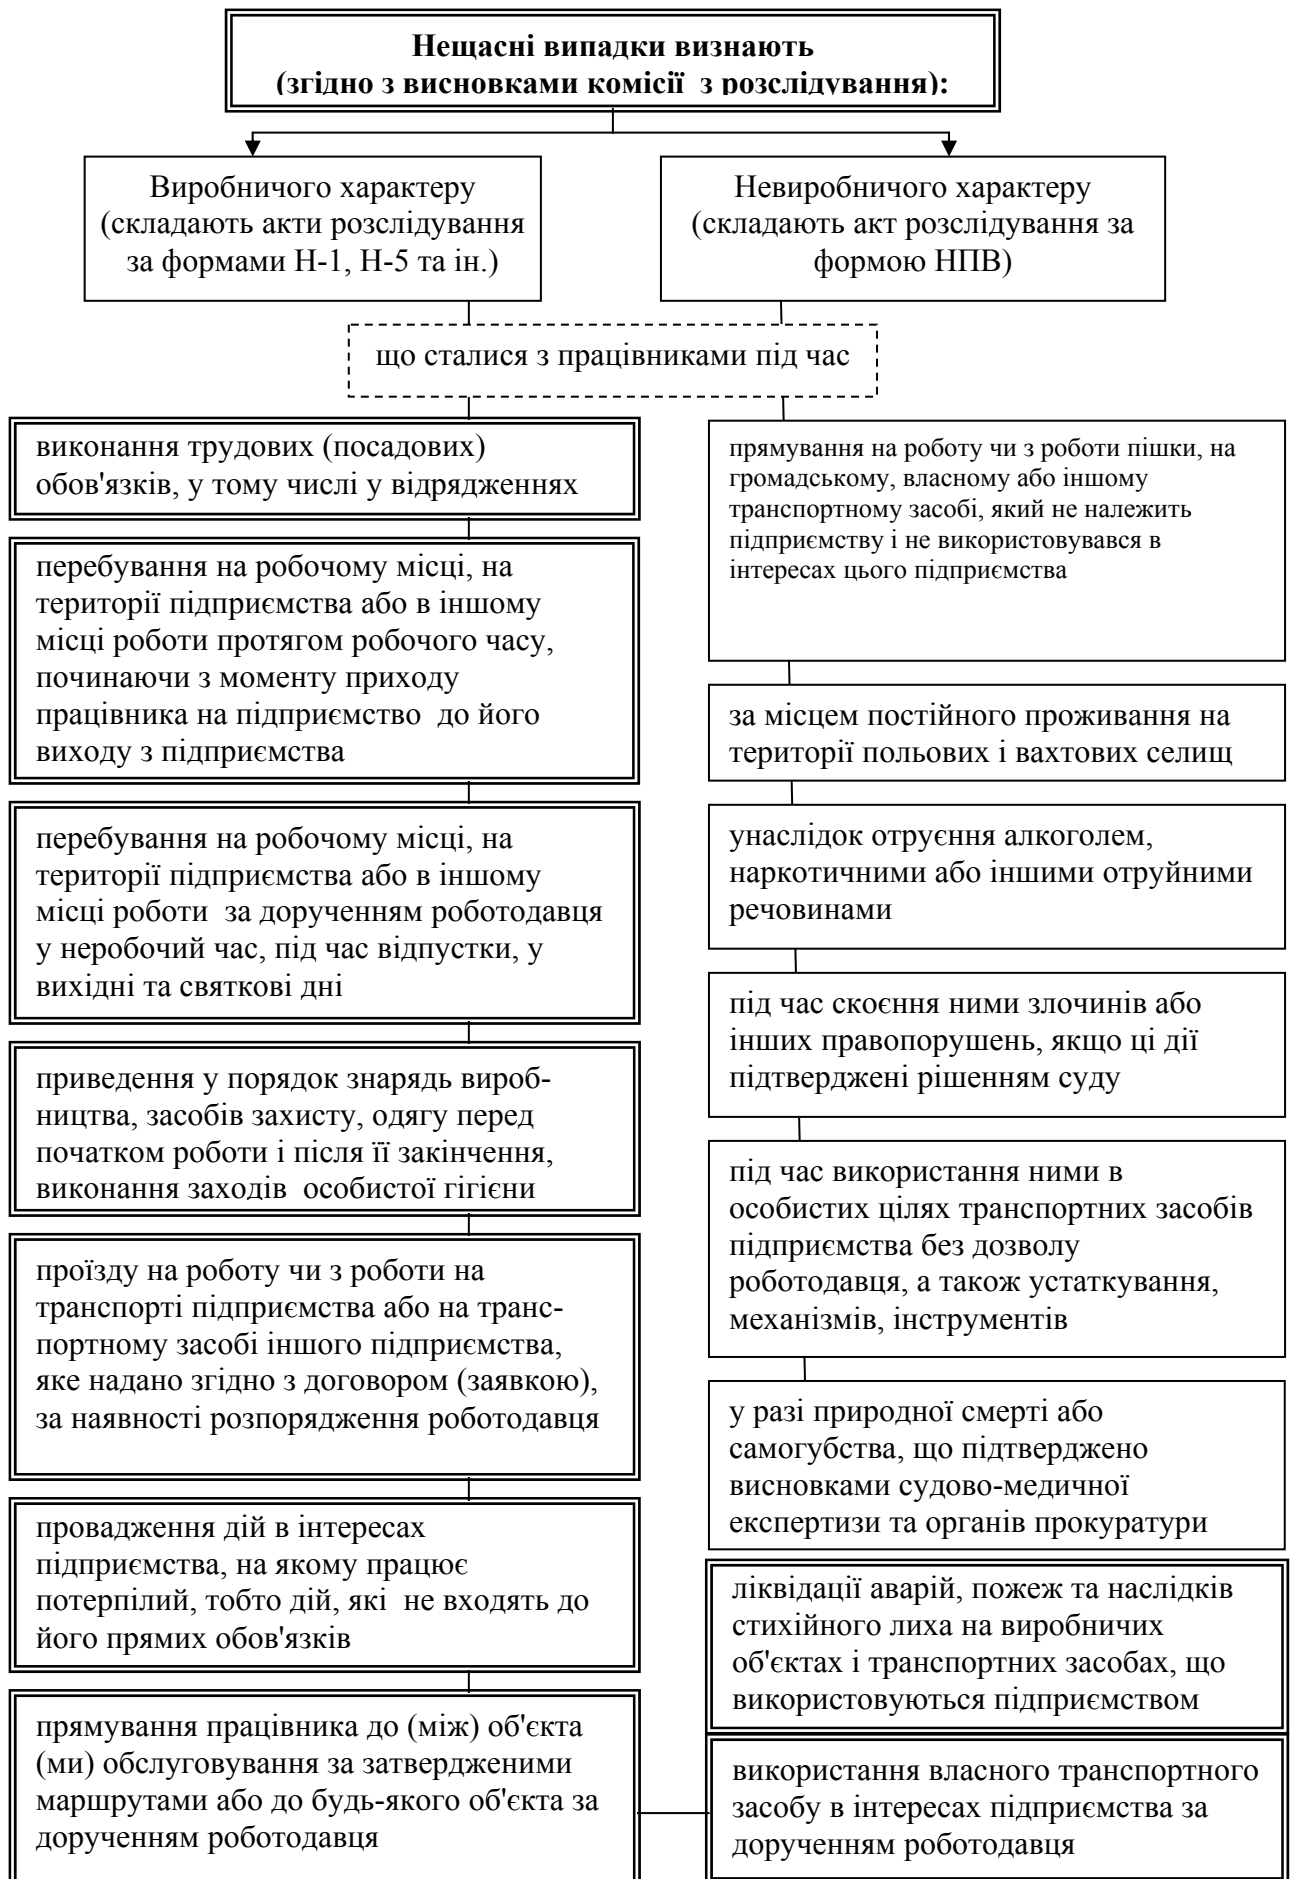 Нещасні випадки визнають
(згідно з висновками комісії  з розслідування):
Виробничого характеру
(складають акти розслідування
за формами Н-1, Н-5 та ін.)
Невиробничого характеру
(складають акт розслідування за
формою НПВ)
що сталися з працівниками під час
виконання трудових (посадових)
обов'язків, у тому числі у відрядженнях
перебування на робочому місці, на
території підприємства або в іншому
місці роботи протягом робочого часу,
починаючи з моменту приходу
працівника на підприємство  до його
виходу з підприємства
перебування на робочому місці, на
території підприємства або в іншому
місці роботи  за дорученням роботодавця
у неробочий час, під час відпустки, у
вихідні та святкові дні
приведення у порядок знарядь вироб-
ництва, засобів захисту, одягу перед
початком роботи і після її закінчення,
виконання заходів  особистої гігієни
проїзду на роботу чи з роботи на
транспорті підприємства або на транс-
портному засобі іншого підприємства,
яке надано згідно з договором (заявкою),
за наявності розпорядження роботодавця
провадження дій в інтересах
підприємства, на якому працює
потерпілий, тобто дій, які  не входять до
його прямих обов'язків
прямування працівника до (між) об'єкта
(ми) обслуговування за затвердженими
маршрутами або до будь-якого об'єкта за
дорученням роботодавця
прямування на роботу чи з роботи пішки, на
громадському, власному або іншому
транспортному засобі, який не належить
підприємству і не використовувався в
інтересах цього підприємства
за місцем постійного проживання на
території польових і вахтових селищ
унаслідок отруєння алкоголем,
наркотичними або іншими отруйними
речовинами
під час скоєння ними злочинів або
інших правопорушень, якщо ці дії
підтверджені рішенням суду
під час використання ними в
особистих цілях транспортних засобів
підприємства без дозволу
роботодавця, а також устаткування,
механізмів, інструментів
у разі природної смерті або
самогубства, що підтверджено
висновками судово-медичної
експертизи та органів прокуратури
ліквідації аварій, пожеж та наслідків
стихійного лиха на виробничих
об'єктах і транспортних засобах, що
використовуються підприємством
використання власного транспортного
засобу в інтересах підприємства за
дорученням роботодавця